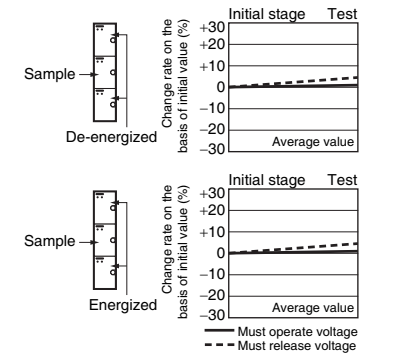 Initial stage Test
Change rate on the
basis of initial value (%)
+30
+20
+10
0
−10
−20
−30
Sample
De-energized
Average value
Initial stage Test
Change rate on the
basis of initial value (%)
+30
+20
+10
0
−10
−20
−30
Sample
Energized
Average value
Must operate voltage
Must release voltage